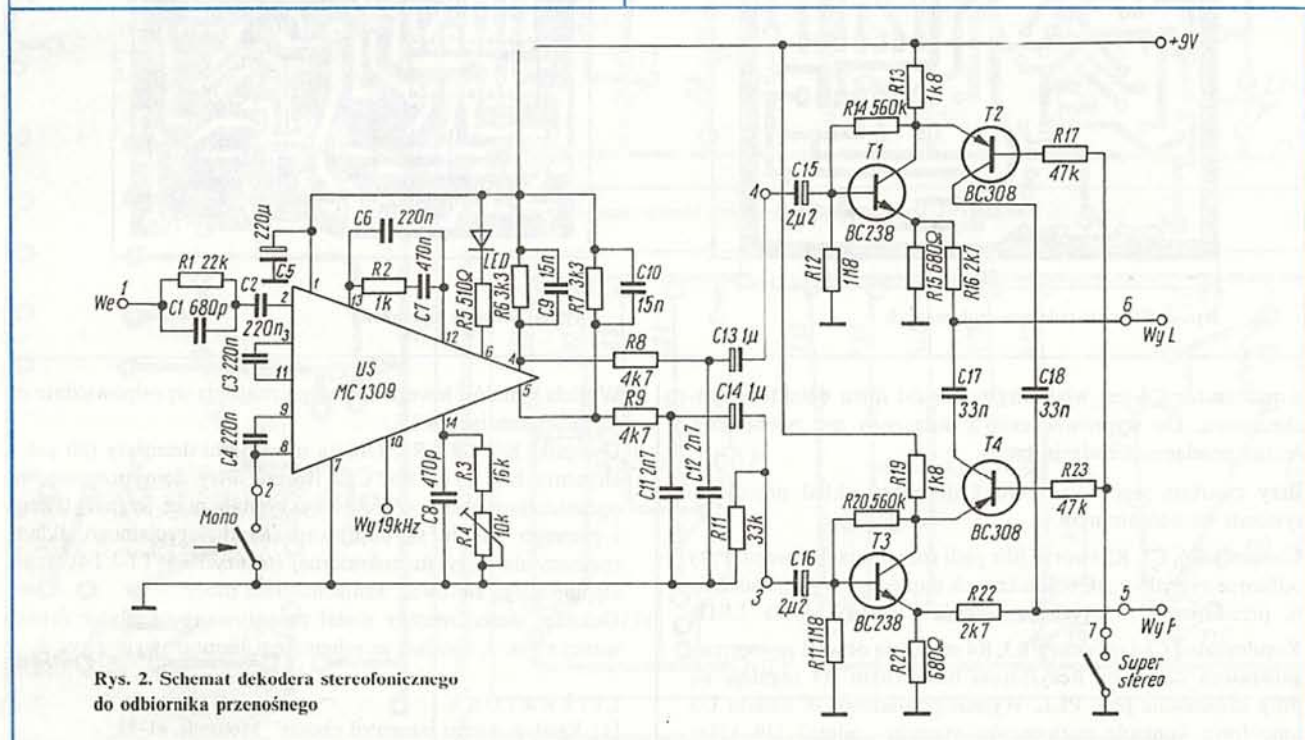 +9V
R13
1k8
R14 560k
T2
R17
47k
BC308
T1
C15
4
2µ2
BC238
R12
1M8
R15 680Ω
R16 2k7
6
Wy L
C17
33n
C18
33n
T4
R23
47k
BC308
R19
1k8
R20 560k
T3
C16
3
2µ2
BC238
R22
2k7
5
Wy P
R11 1M8
R21
680Ω
7
Super
stereo
220µ
C5
C6
220n
R1 22k
1
We
C1 680p
C2
220n
2
1
13
R2
1k
C7
470n
LED
R5 510Ω
R6 3k3
C9
15n
R7 3k3
C10
15n
3
C3 220n
11
12
6
4
5
US
MC1309
R8
4k7
R9
4k7
C13 1µ
C14 1µ
9
C4 220n
8
7
10
14
2
Mono
Wy 19kHz
C8
470p
R3
16k
R4
10k
C11 2n7
C12 2n7
R11
33k
Rys. 2. Schemat dekodera stereofonicznego
do odbiornika przenośnego